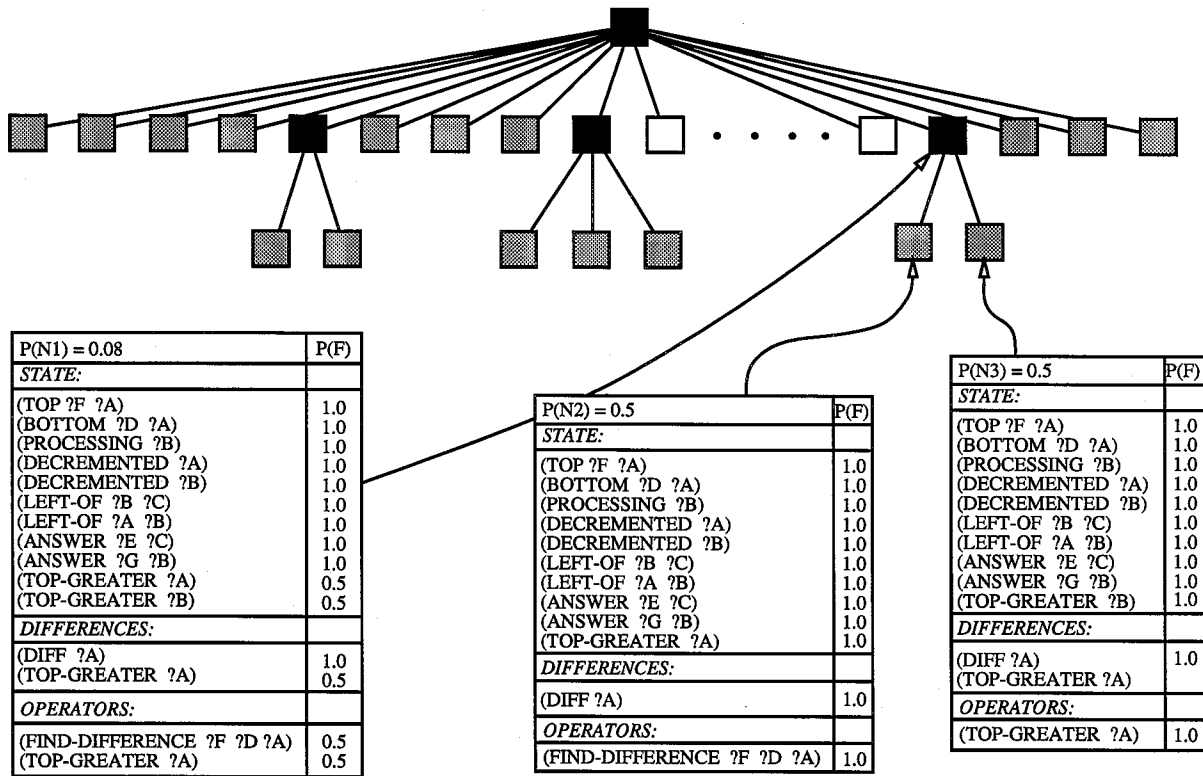 P(N1) = 0.08 P(F)
STATE:
(TOP ?F ?A) 1.0
(BOTTOM ?D ?A) 1.0
(PROCESSING ?B) 1.0
(DECREMENTED ?A) 1.0
(DECREMENTED ?B) 1.0
(LEFT-OF ?B ?C) 1.0
(LEFT-OF ?A ?B) 1.0
(ANSWER ?E ?C) 1.0
(ANSWER ?G ?B) 1.0
(TOP-GREATER ?A) 0.5
(TOP-GREATER ?B) 0.5
DIFFERENCES:
(DIFF ?A) 1.0
(TOP-GREATER ?A) 0.5
OPERATORS:
(FIND-DIFFERENCE ?F ?D ?A) 0.5
(TOP-GREATER ?A) 0.5
P(N2) = 0.5 P(F)
STATE:
(TOP ?F ?A) 1.0
(BOTTOM ?D ?A) 1.0
(PROCESSING ?B) 1.0
(DECREMENTED ?A) 1.0
(DECREMENTED ?B) 1.0
(LEFT-OF ?B ?C) 1.0
(LEFT-OF ?A ?B) 1.0
(ANSWER ?E ?C) 1.0
(ANSWER ?G ?B) 1.0
(TOP-GREATER ?A) 1.0
DIFFERENCES:
(DIFF ?A) 1.0
OPERATORS:
(FIND-DIFFERENCE ?F ?D ?A) 1.0
P(N3) = 0.5 P(F)
STATE:
(TOP ?F ?A) 1.0
(BOTTOM ?D ?A) 1.0
(PROCESSING ?B) 1.0
(DECREMENTED ?A) 1.0
(DECREMENTED ?B) 1.0
(LEFT-OF ?B ?C) 1.0
(LEFT-OF ?A ?B) 1.0
(ANSWER ?E ?C) 1.0
(ANSWER ?G ?B) 1.0
(TOP-GREATER ?B) 1.0
DIFFERENCES:
(DIFF ?A) 1.0
(TOP-GREATER ?A)
OPERATORS:
(TOP-GREATER ?A) 1.0